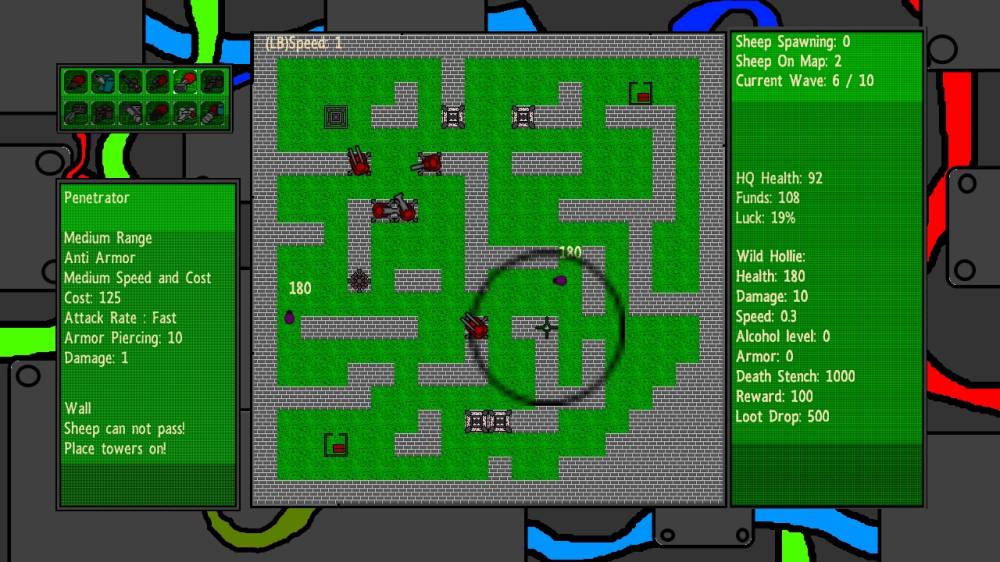 (LB)Speed: 1
Penetrator
Medium Range
Anti Armor
Medium Speed and Cost
Cost: 125
Attack Rate : Fast
Armor Piercing: 10
Damage: 1
Wall
Sheep can not pass!
Place towers on!
180
180
Sheep Spawning: 0
Sheep On Map: 2
Current Wave: 6 / 10
HQ Health: 92
Funds: 108
Luck: 19%
Wild Hollie:
Health: 180
Damage: 10
Speed: 0.3
Alcohol level: 0
Armor: 0
Death Stench: 1000
Reward: 100
Loot Drop: 500